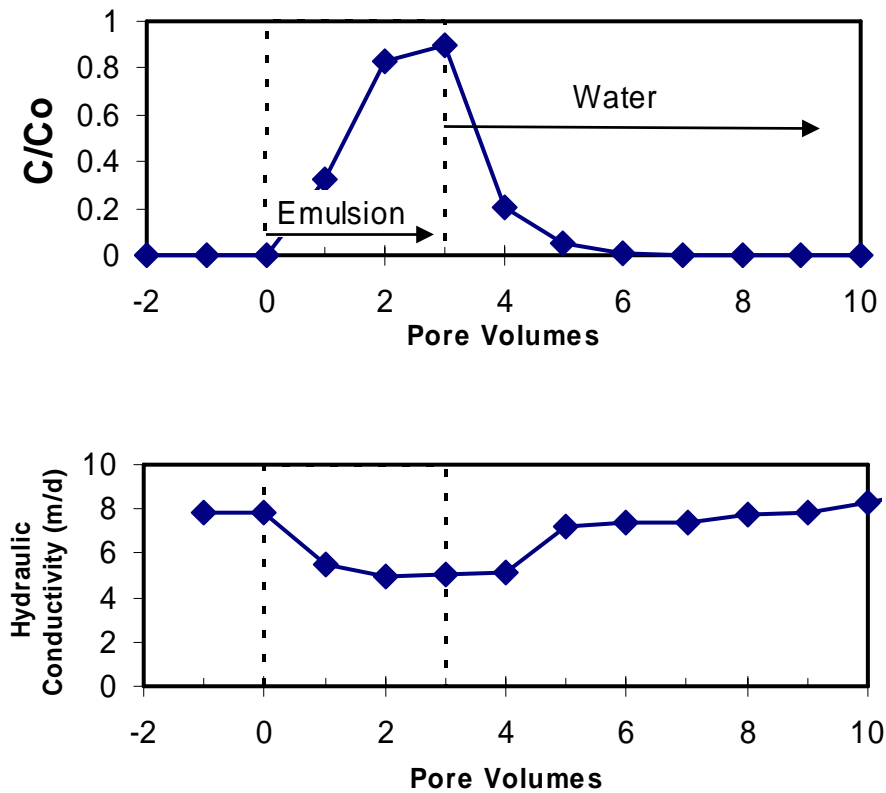 1
0.8
0.6
0.4
0.2
0
C/Co
Water
Emulsion
-2 0 2 4 6 8 10
Pore Volumes
10
8
6
4
2
0
Hydraulic
Conductivity (m/d)
-2 0 2 4 6 8 10
Pore Volumes